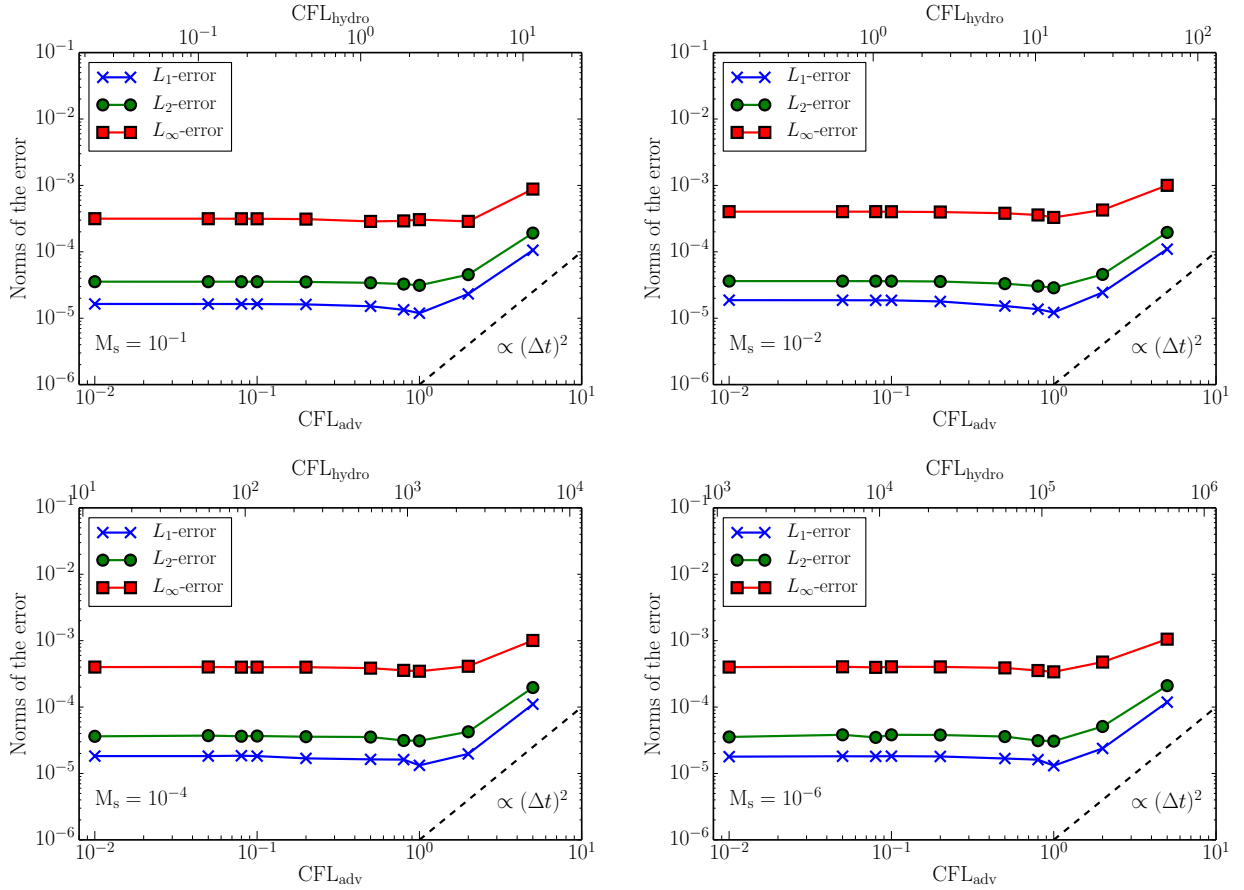 CFL_hydro
10^-1 10^0 10^1
10^-1
10^-2
10^-3
10^-4
10^-5
10^-6
Norms of the error
L_1-error
L_2-error
L_∞-error
M_s = 10^-1
∝ (Δt)^2
10^-2 10^-1 10^0 10^1
CFL_adv
CFL_hydro
10^0 10^1 10^2
10^-1
10^-2
10^-3
10^-4
10^-5
10^-6
Norms of the error
L_1-error
L_2-error
L_∞-error
M_s = 10^-2
∝ (Δt)^2
10^-2 10^-1 10^0 10^1
CFL_adv
CFL_hydro
10^1 10^2 10^3 10^4
10^-1
10^-2
10^-3
10^-4
10^-5
10^-6
Norms of the error
L_1-error
L_2-error
L_∞-error
M_s = 10^-4
∝ (Δt)^2
10^-2 10^-1 10^0 10^1
CFL_adv
CFL_hydro
10^3 10^4 10^5 10^6
10^-1
10^-2
10^-3
10^-4
10^-5
10^-6
Norms of the error
L_1-error
L_2-error
L_∞-error
M_s = 10^-6
∝ (Δt)^2
10^-2 10^-1 10^0 10^1
CFL_adv